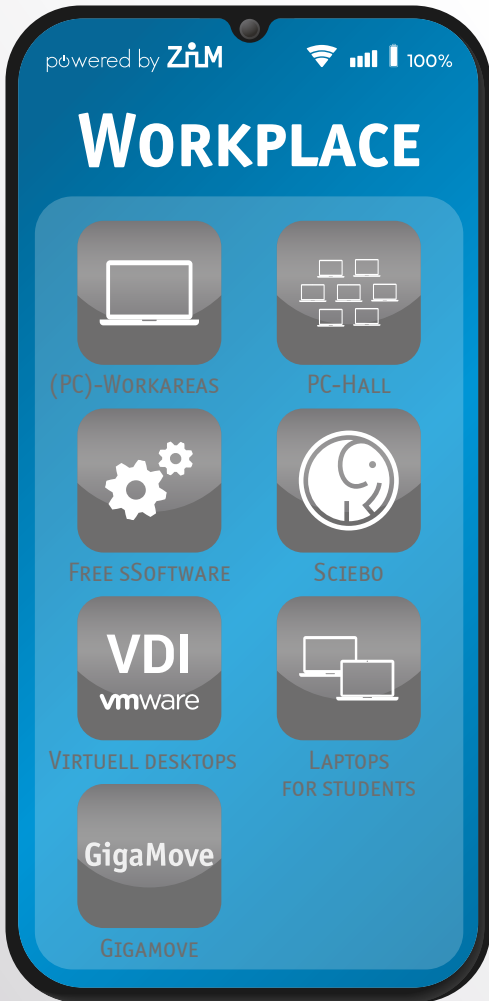 powered by ZIM 100%
WORKPLACE
(PC)-WORKAREAS PC-HALL
FREE SSOFTWARE SCIEBO
VDI
vmware
VIRTUELL DESKTOPS LAPTOPS
FOR STUDENTS
GigaMove
GIGAMOVE